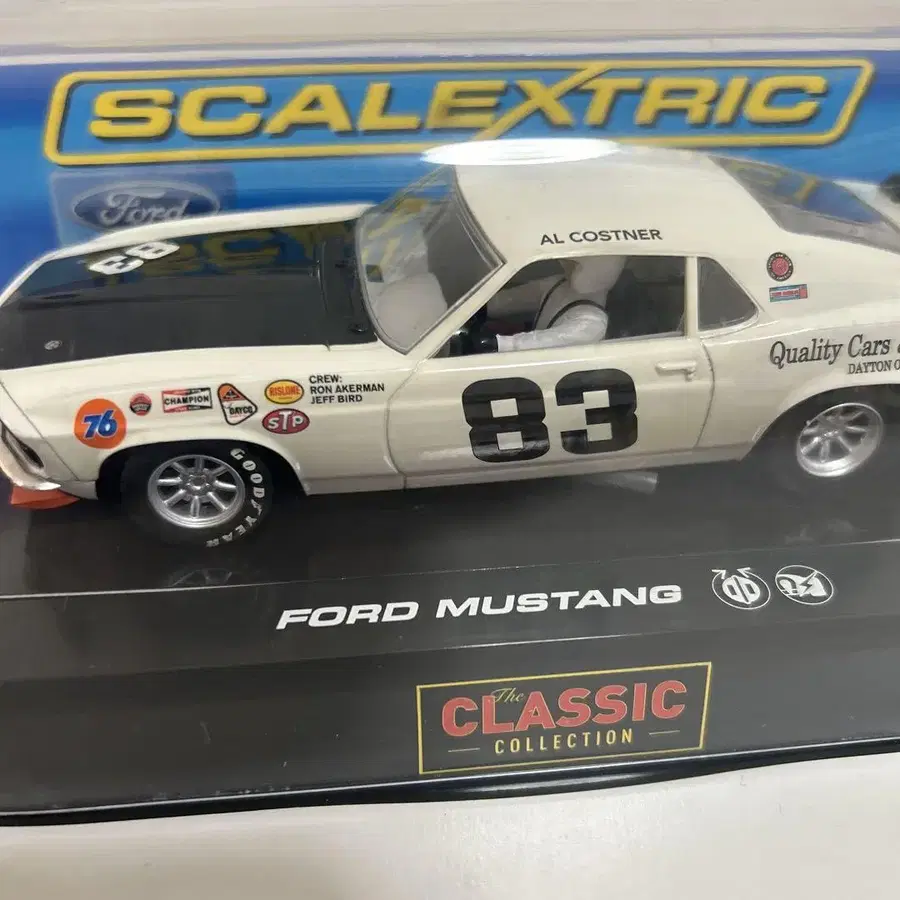 SCALEXTRIC
Ford
83
AL COSTNER
Quality Cars
DAYTON O
83
76
CHAMPION
DAYCO
RISLONE
STP
CREW:
RON AKERMAN
JEFF BIRD
GOODYEAR
FORD MUSTANG
The
CLASSIC
COLLECTION